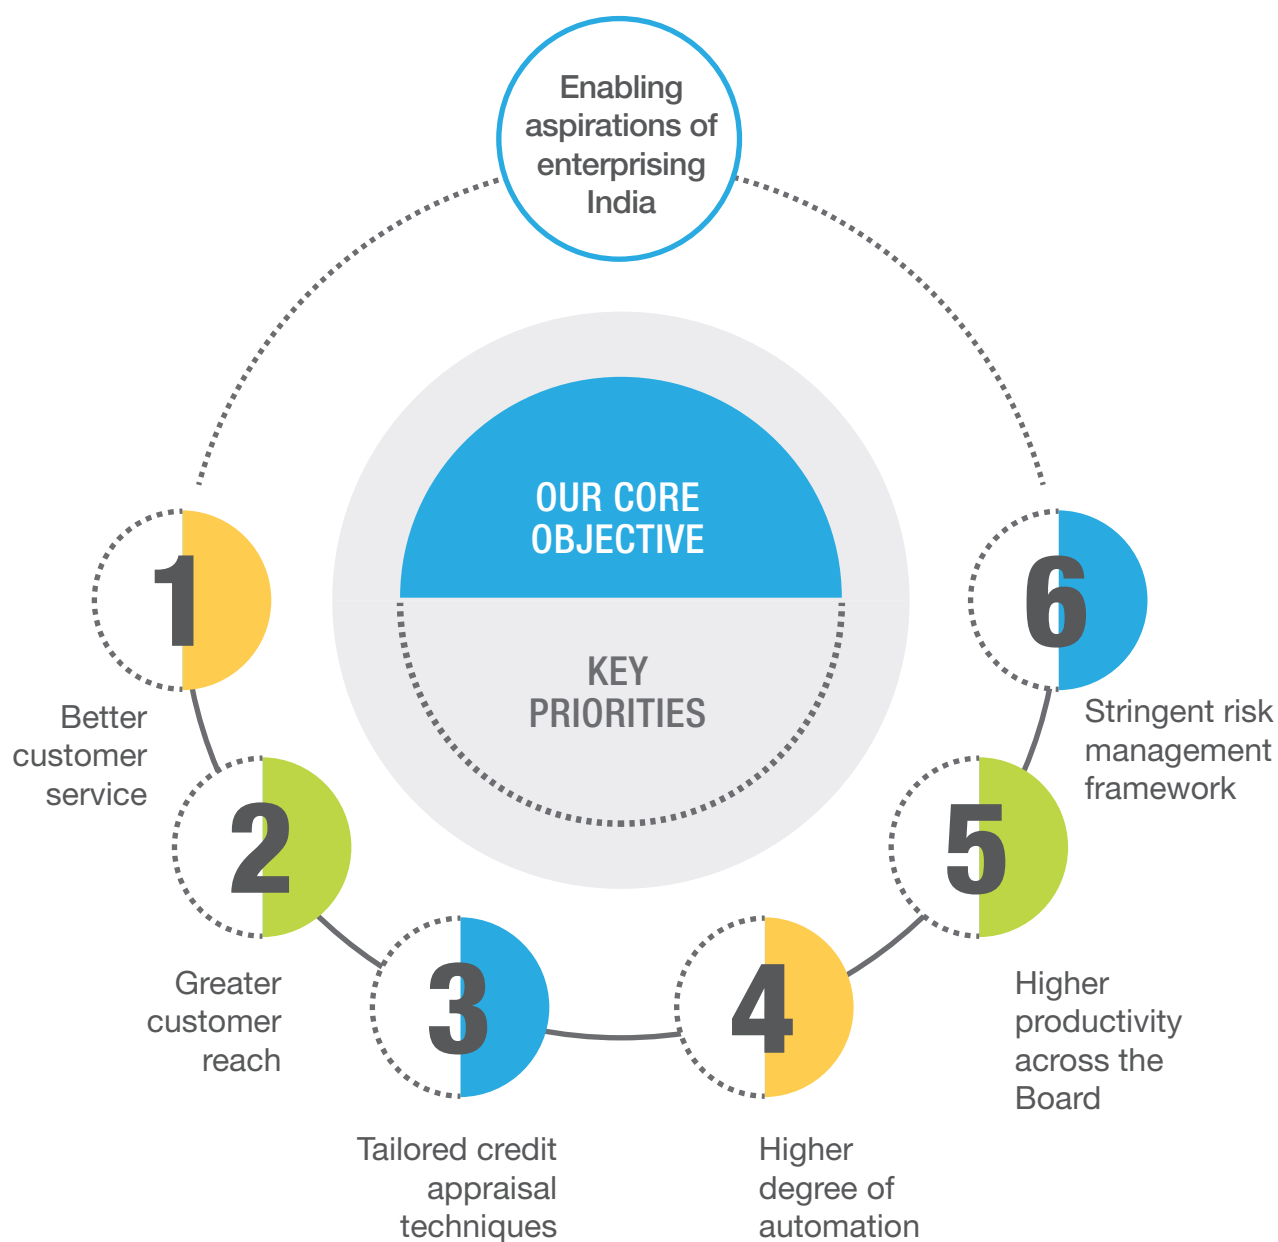 Enabling
aspirations of
enterprising
India
OUR CORE
OBJECTIVE
KEY
PRIORITIES
1
Better
customer
service
2
Greater
customer
reach
3
Tailored credit
appraisal
techniques
4
Higher
degree of
automation
5
Higher
productivity
across the
Board
6
Stringent risk
management
framework